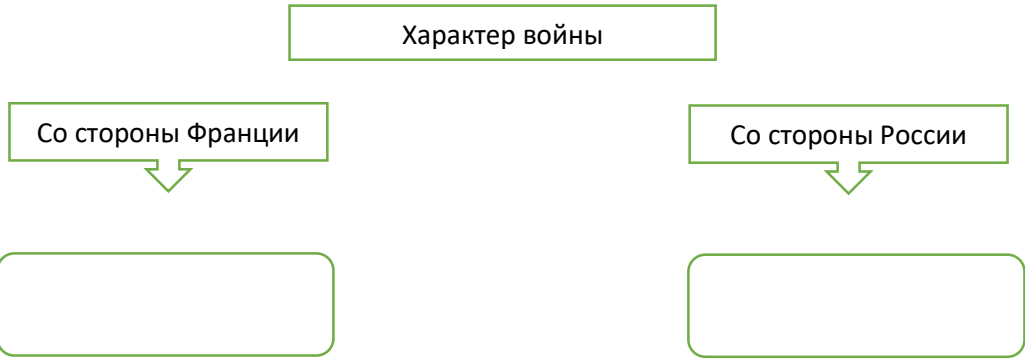 Характер войны
Со стороны Франции
Со стороны России